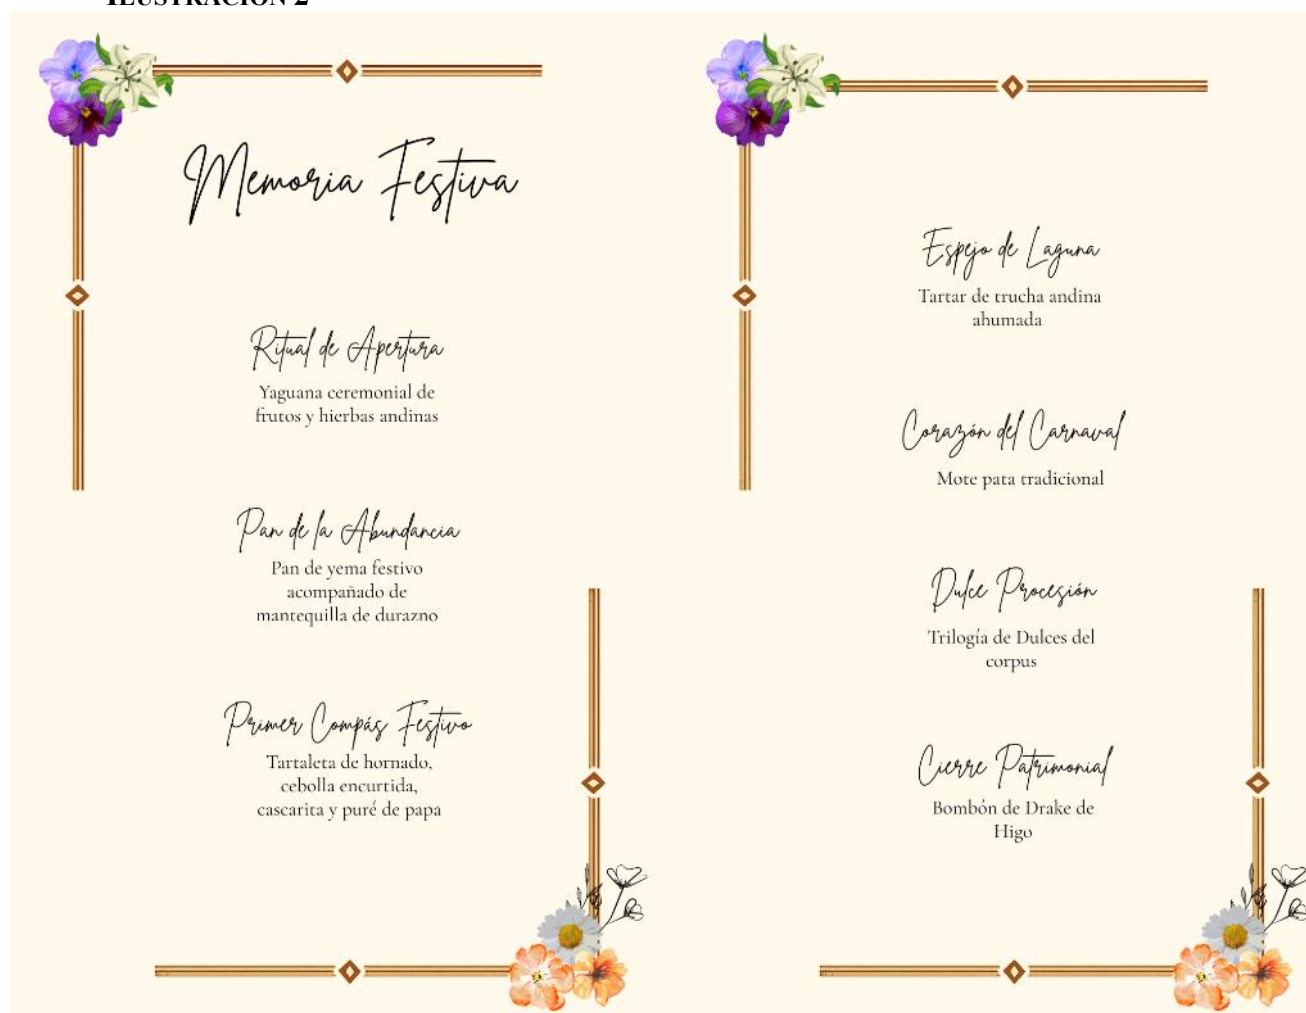 ILUSTRACIÓN 2
Memoria Festiva
Ritual de Apertura
Yaguana ceremonial de
frutos y hierbas andinas
Pan de la Abundancia
Pan de yema festivo
acompañado de
mantequilla de durazno
Primer Compás Festivo
Tartaleta de hornado,
cebolla encurtida,
cascarita y puré de papa
Espejo de Laguna
Tartar de trucha andina
ahumada
Corazón del Carnaval
Mote pata tradicional
Dulce Procesión
Trilogía de Dulces del
corpus
Cierre Patrimonial
Bombón de Drake de
Higo